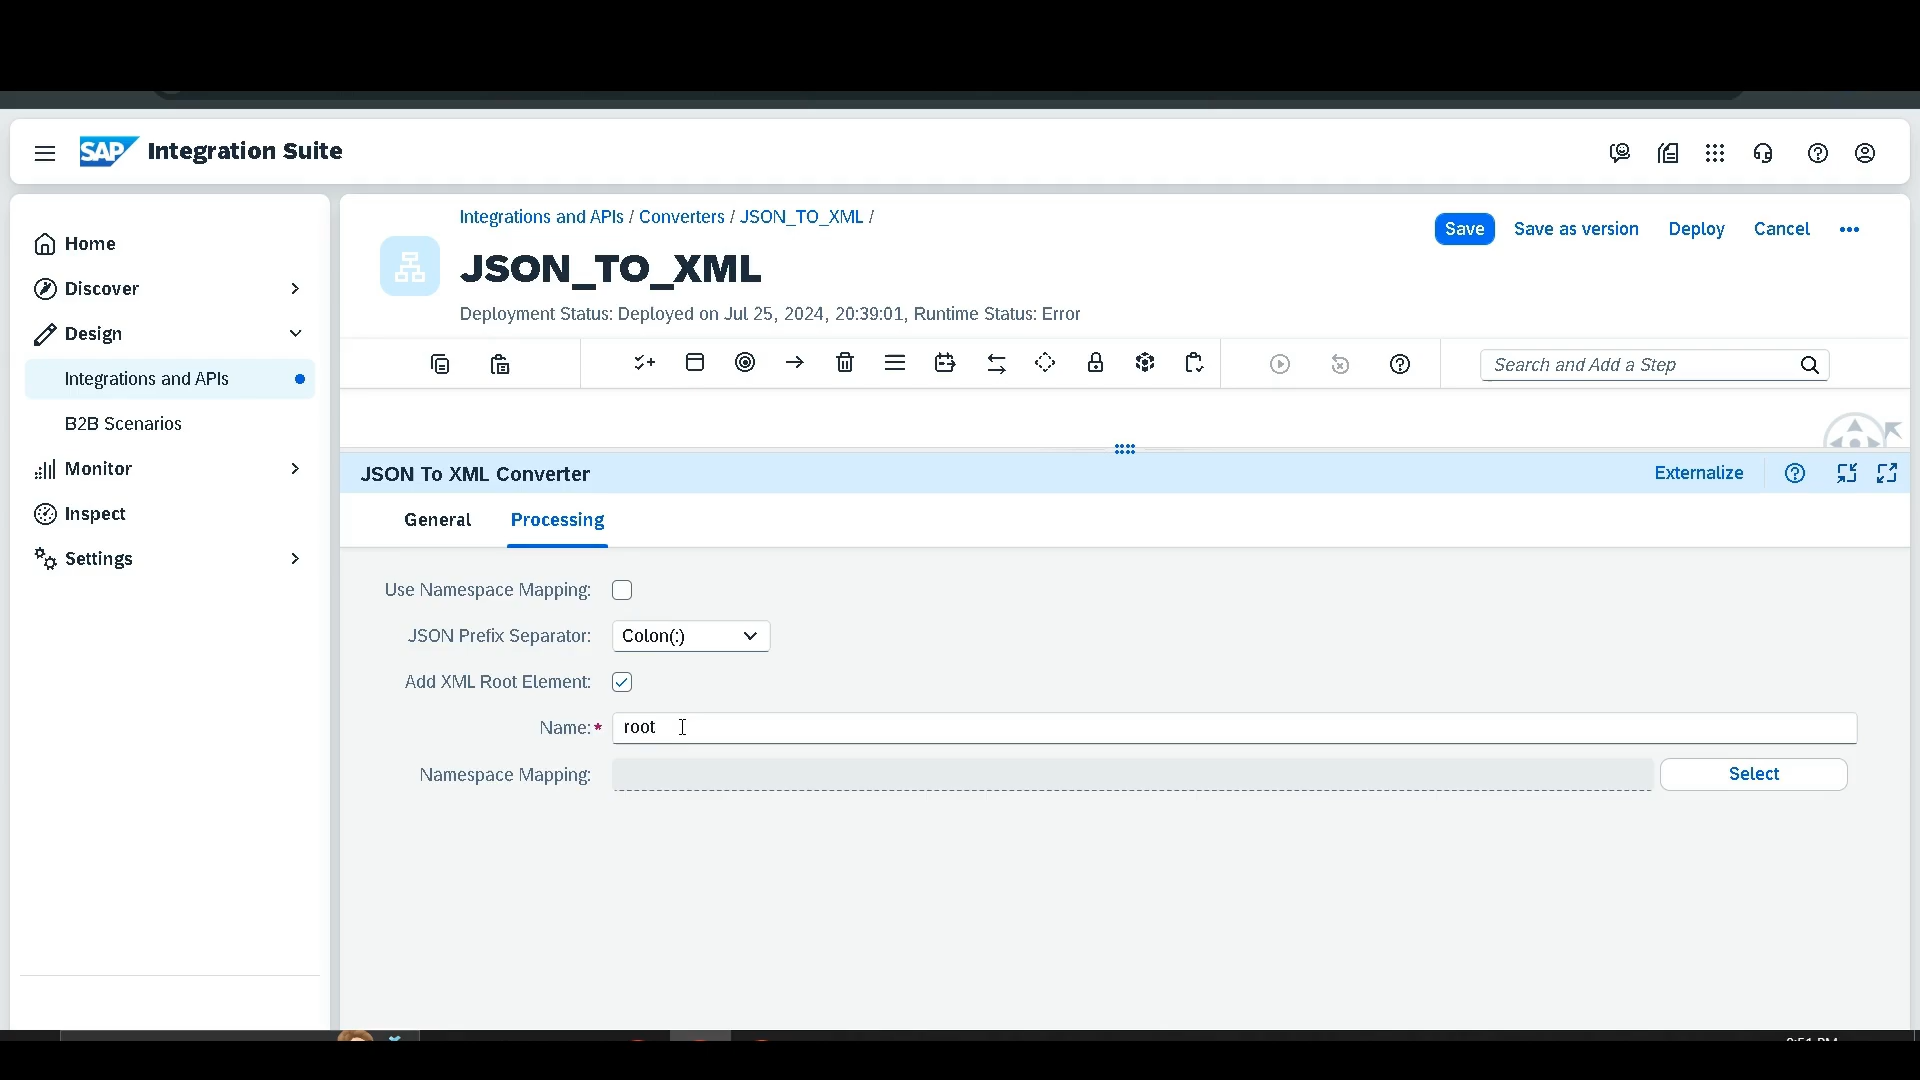 SAP Integration Suite
Home
Discover
Design
Integrations and APIs
B2B Scenarios
Monitor
Inspect
Settings
Integrations and APIs / Converters / JSON_TO_XML /
JSON_TO_XML
Deployment Status: Deployed on Jul 25, 2024, 20:39:01, Runtime Status: Error
Save Save as version Deploy Cancel
Search and Add a Step
JSON To XML Converter
Externalize
General Processing
Use Namespace Mapping:
JSON Prefix Separator: Colon(:)
Add XML Root Element:
Name:* root
Namespace Mapping: Select